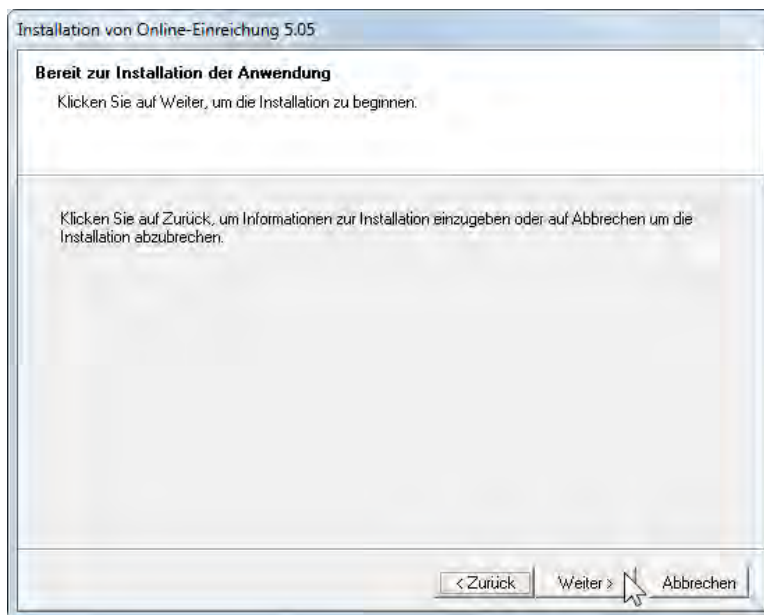 Installation von Online-Einreichung 5.05
Bereit zur Installation der Anwendung
Klicken Sie auf Weiter, um die Installation zu beginnen.
Klicken Sie auf Zurück, um Informationen zur Installation einzugeben oder auf Abbrechen um die
Installation abzubrechen.
< Zurück Weiter > Abbrechen